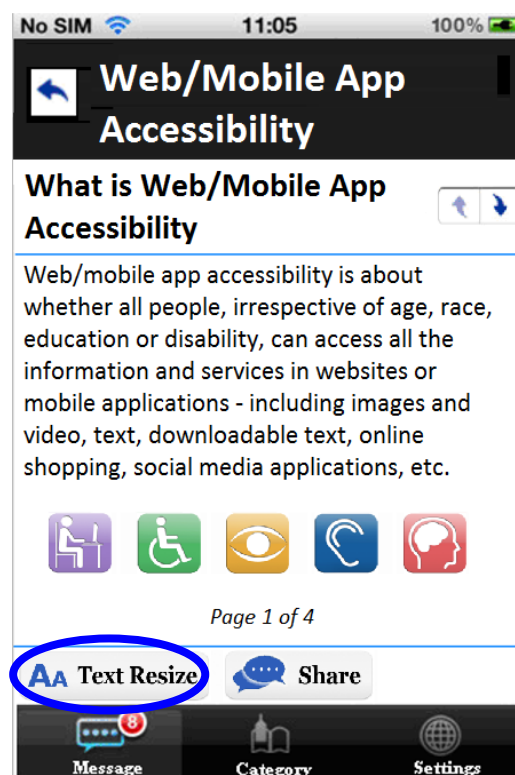 No SIM 11:05 100%
Web/Mobile App
Accessibility
What is Web/Mobile App
Accessibility
Web/mobile app accessibility is about
whether all people, irrespective of age, race,
education or disability, can access all the
information and services in websites or
mobile applications - including images and
video, text, downloadable text, online
shopping, social media applications, etc.
Page 1 of 4
AA Text Resize Share
8
Message Category Settings